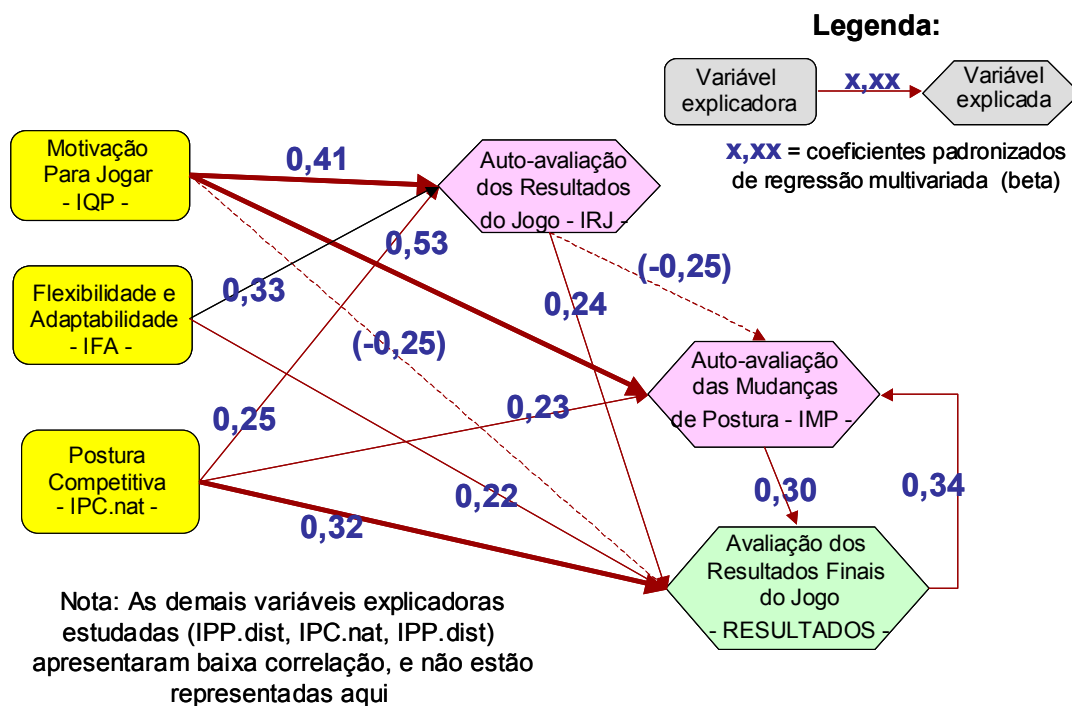 Legenda:
Variável
explicadora
x,xx
Variável
explicada
x,xx = coeficientes padronizados
de regressão multivariada (beta)
Motivação
Para Jogar
- IQP -
0,41
Auto-avaliação
dos Resultados
do Jogo - IRJ -
0,53
Flexibilidade e
Adaptabilidade
- IFA -
0,33
(-0,25)
0,24
(-0,25)
Auto-avaliação
das Mudanças
de Postura - IMP -
0,25
0,23
Postura
Competitiva
- IPC.nat -
0,22
0,30
0,34
0,32
Avaliação dos
Resultados Finais
do Jogo
- RESULTADOS -
Nota: As demais variáveis explicadoras
estudadas (IPP.dist, IPC.nat, IPP.dist)
apresentaram baixa correlação, e não estão
representadas aqui